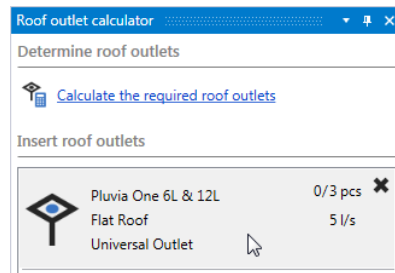 Roof outlet calculator
Determine roof outlets
Calculate the required roof outlets
Insert roof outlets
Pluvia One 6L & 12L 0/3 pcs
Flat Roof 5 l/s
Universal Outlet